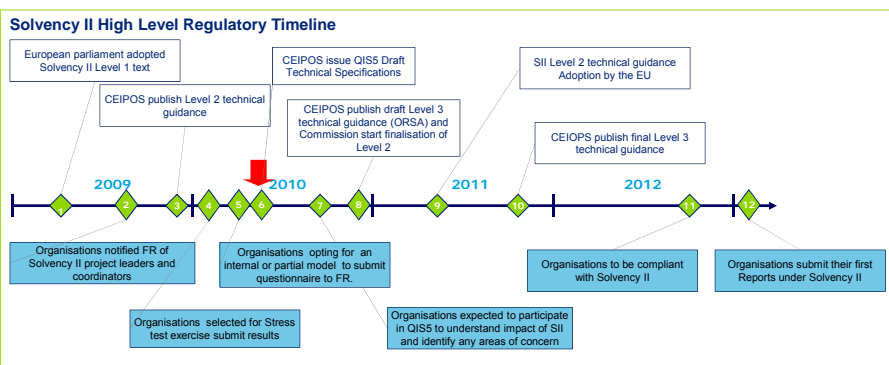 Solvency II High Level Regulatory Timeline
European parliament adopted
Solvency II Level 1 text
CEIPOS issue QIS5 Draft
Technical Specifications
SII Level 2 technical guidance
Adoption by the EU
CEIPOS publish Level 2 technical
guidance
CEIPOS publish draft Level 3
technical guidance (ORSA) and
Commission start finalisation of
Level 2
CEIOPS publish final Level 3
technical guidance
2009
2010
2011
2012
1
2
3
4
5
6
7
8
9
10
11
12
Organisations notified FR of
Solvency II project leaders and
coordinators
Organisations opting for an
internal or partial model to submit
questionnaire to FR.
Organisations to be compliant
with Solvency II
Organisations submit their first
Reports under Solvency II
Organisations selected for Stress
test exercise submit results
Organisations expected to participate
in QIS5 to understand impact of SII
and identify any areas of concern